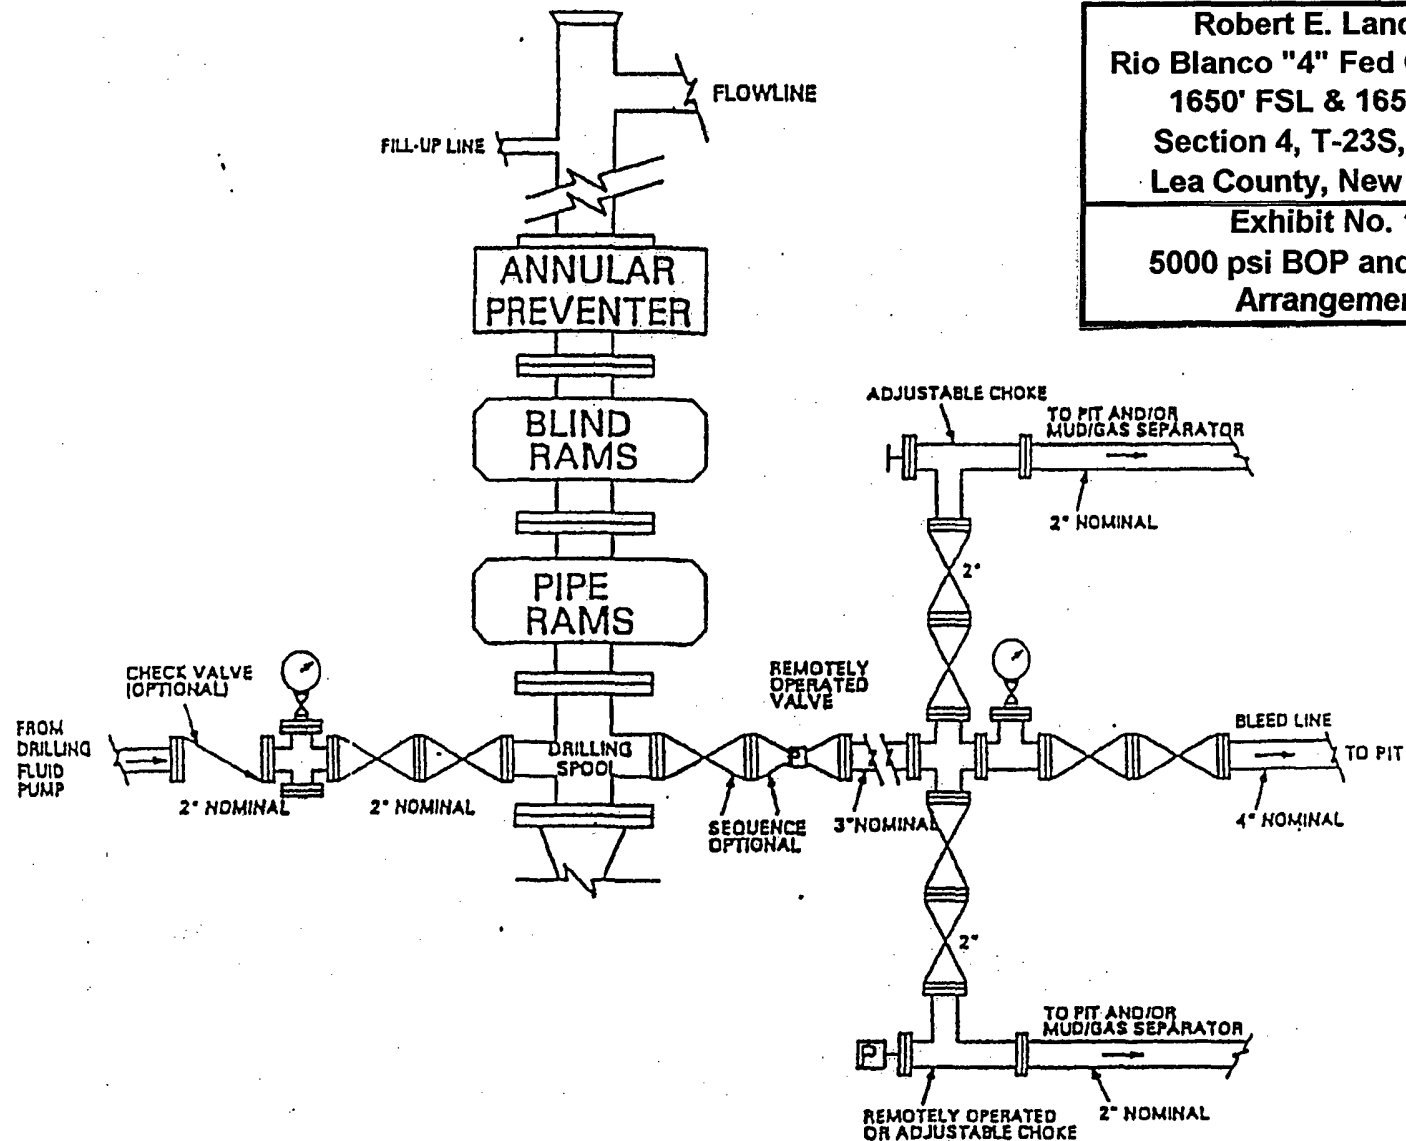 Robert E.
Rio Blanco "4" Fed
1650' FSL &
Section 4, T-23S,
Lea County, New
Exhibit No.
5000 psi BOP and
FLOWLINE
FILL-UP LINE
ANNULAR
PREVENTER
BLIND
RAMS
PIPE
RAMS
ADJUSTABLE CHOKE
TO PIT AND/OR
MUD/GAS SEPARATOR
2" NOMINAL
2"
CHECK VALVE
(OPTIONAL)
REMOTELY
OPERATED
VALVE
FROM
DRILLING
FLUID
PUMP
2" NOMINAL
2" NOMINAL
DRILLING
SPOOL
SEQUENCE
OPTIONAL
3" NOMINAL
BLEED LINE
TO PIT
4" NOMINAL
2"
TO PIT AND/OR
MUD/GAS SEPARATOR
2" NOMINAL
REMOTELY OPERATED
OR ADJUSTABLE CHOKE